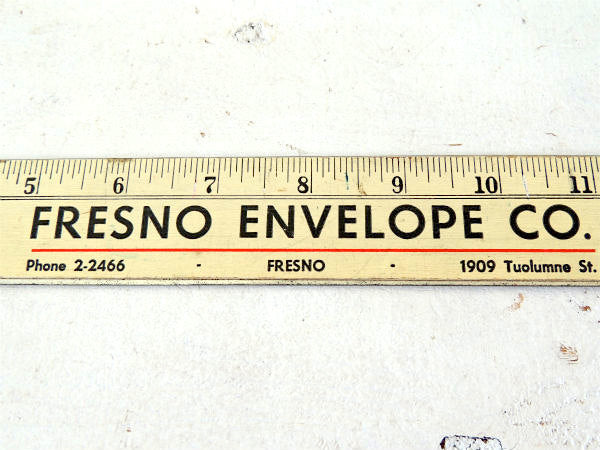 5 6 7 8 9 10 11
FRESNO ENVELOPE CO.
Phone 2-2466 - FRESNO - 1909 Tuolumne St.